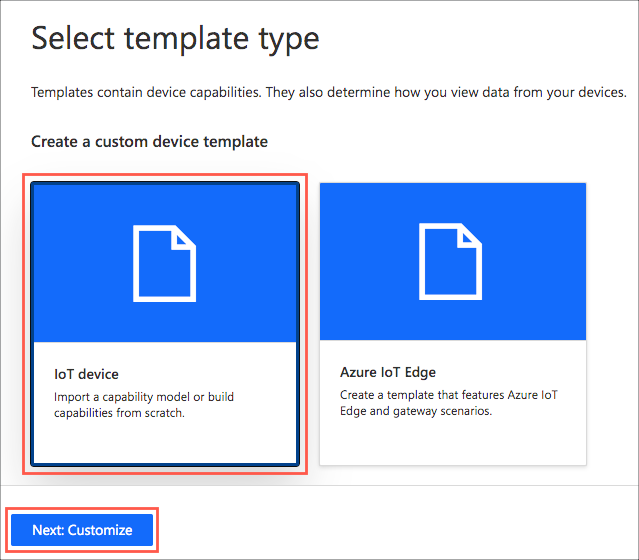 Select template type
Templates contain device capabilities. They also determine how you view data from your devices.
Create a custom device template
IoT device
Import a capability model or build
capabilities from scratch.
Azure IoT Edge
Create a template that features Azure IoT
Edge and gateway scenarios.
Next: Customize